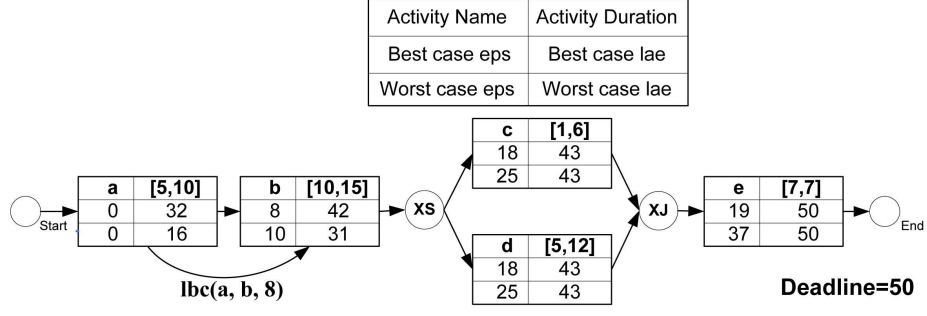 Activity Name Activity Duration
Best case eps Best case lae
Worst case eps Worst case lae
Start
a [5,10]
0 32
0 16
lbc(a, b, 8)
b [10,15]
8 42
10 31
XS
c [1,6]
18 43
25 43
d [5,12]
18 43
25 43
XJ
e [7,7]
19 50
37 50
End
Deadline=50